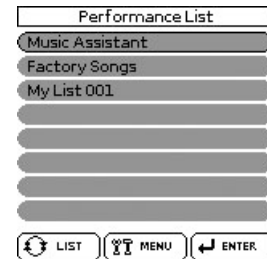 Performance List
Music Assistant
Factory Songs
My List 001
LIST MENU ENTER